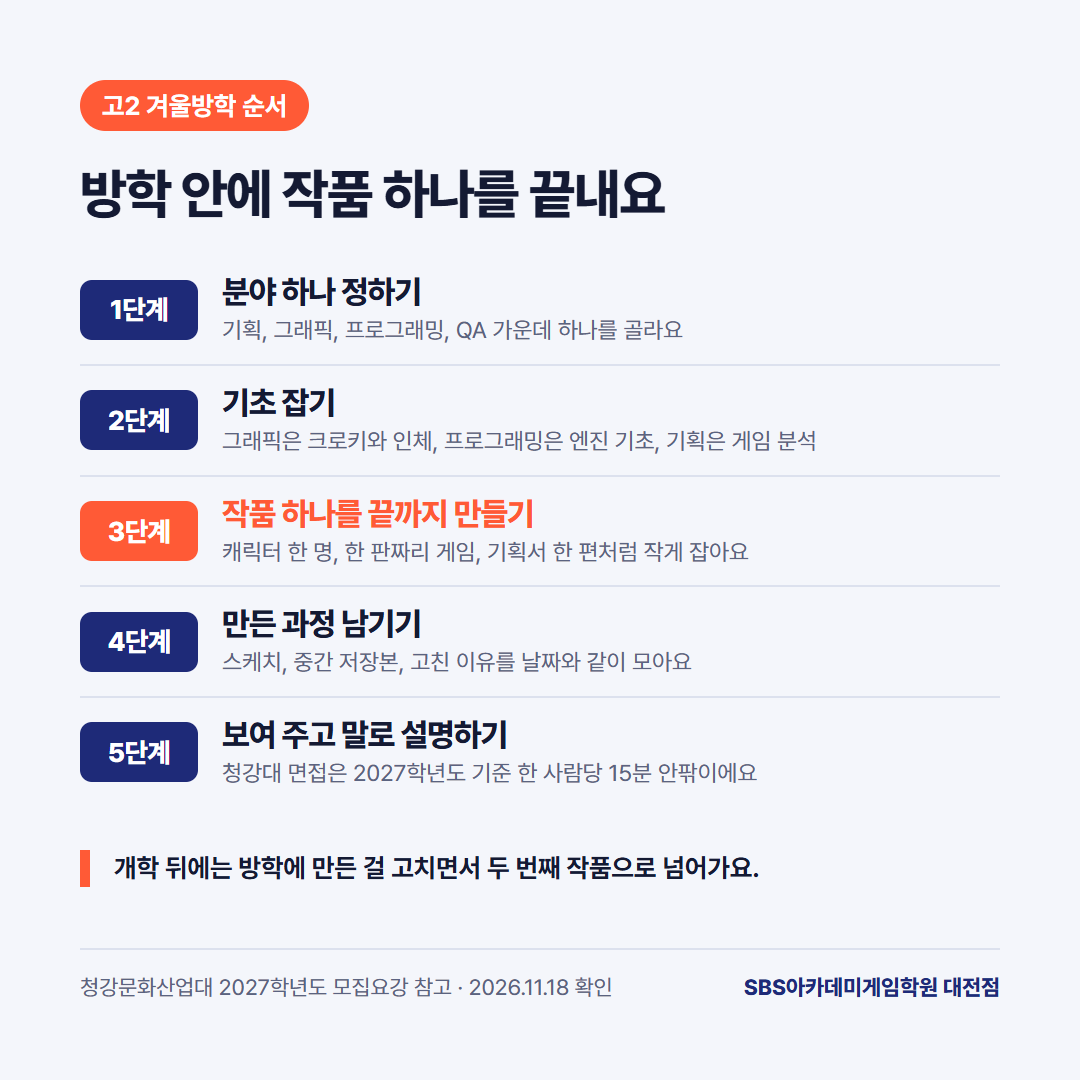 고2 겨울방학 순서
방학 안에 작품 하나를 끝내요
1단계
분야 하나 정하기
기획, 그래픽, 프로그래밍, QA 가운데 하나를 골라요
2단계
기초 잡기
그래픽은 크로키와 인체, 프로그래밍은 엔진 기초, 기획은 게임 분석
3단계
작품 하나를 끝까지 만들기
캐릭터 한 명, 한 판짜리 게임, 기획서 한 편처럼 작게 잡아요
4단계
만든 과정 남기기
스케치, 중간 저장본, 고친 이유를 날짜와 같이 모아요
5단계
보여 주고 말로 설명하기
청강대 면접은 2027학년도 기준 한 사람당 15분 안팎이에요
개학 뒤에는 방학에 만든 걸 고치면서 두 번째 작품으로 넘어가요.
청강문화산업대 2027학년도 모집요강 참고 · 2026.11.18 확인
SBS아카데미게임학원 대전점